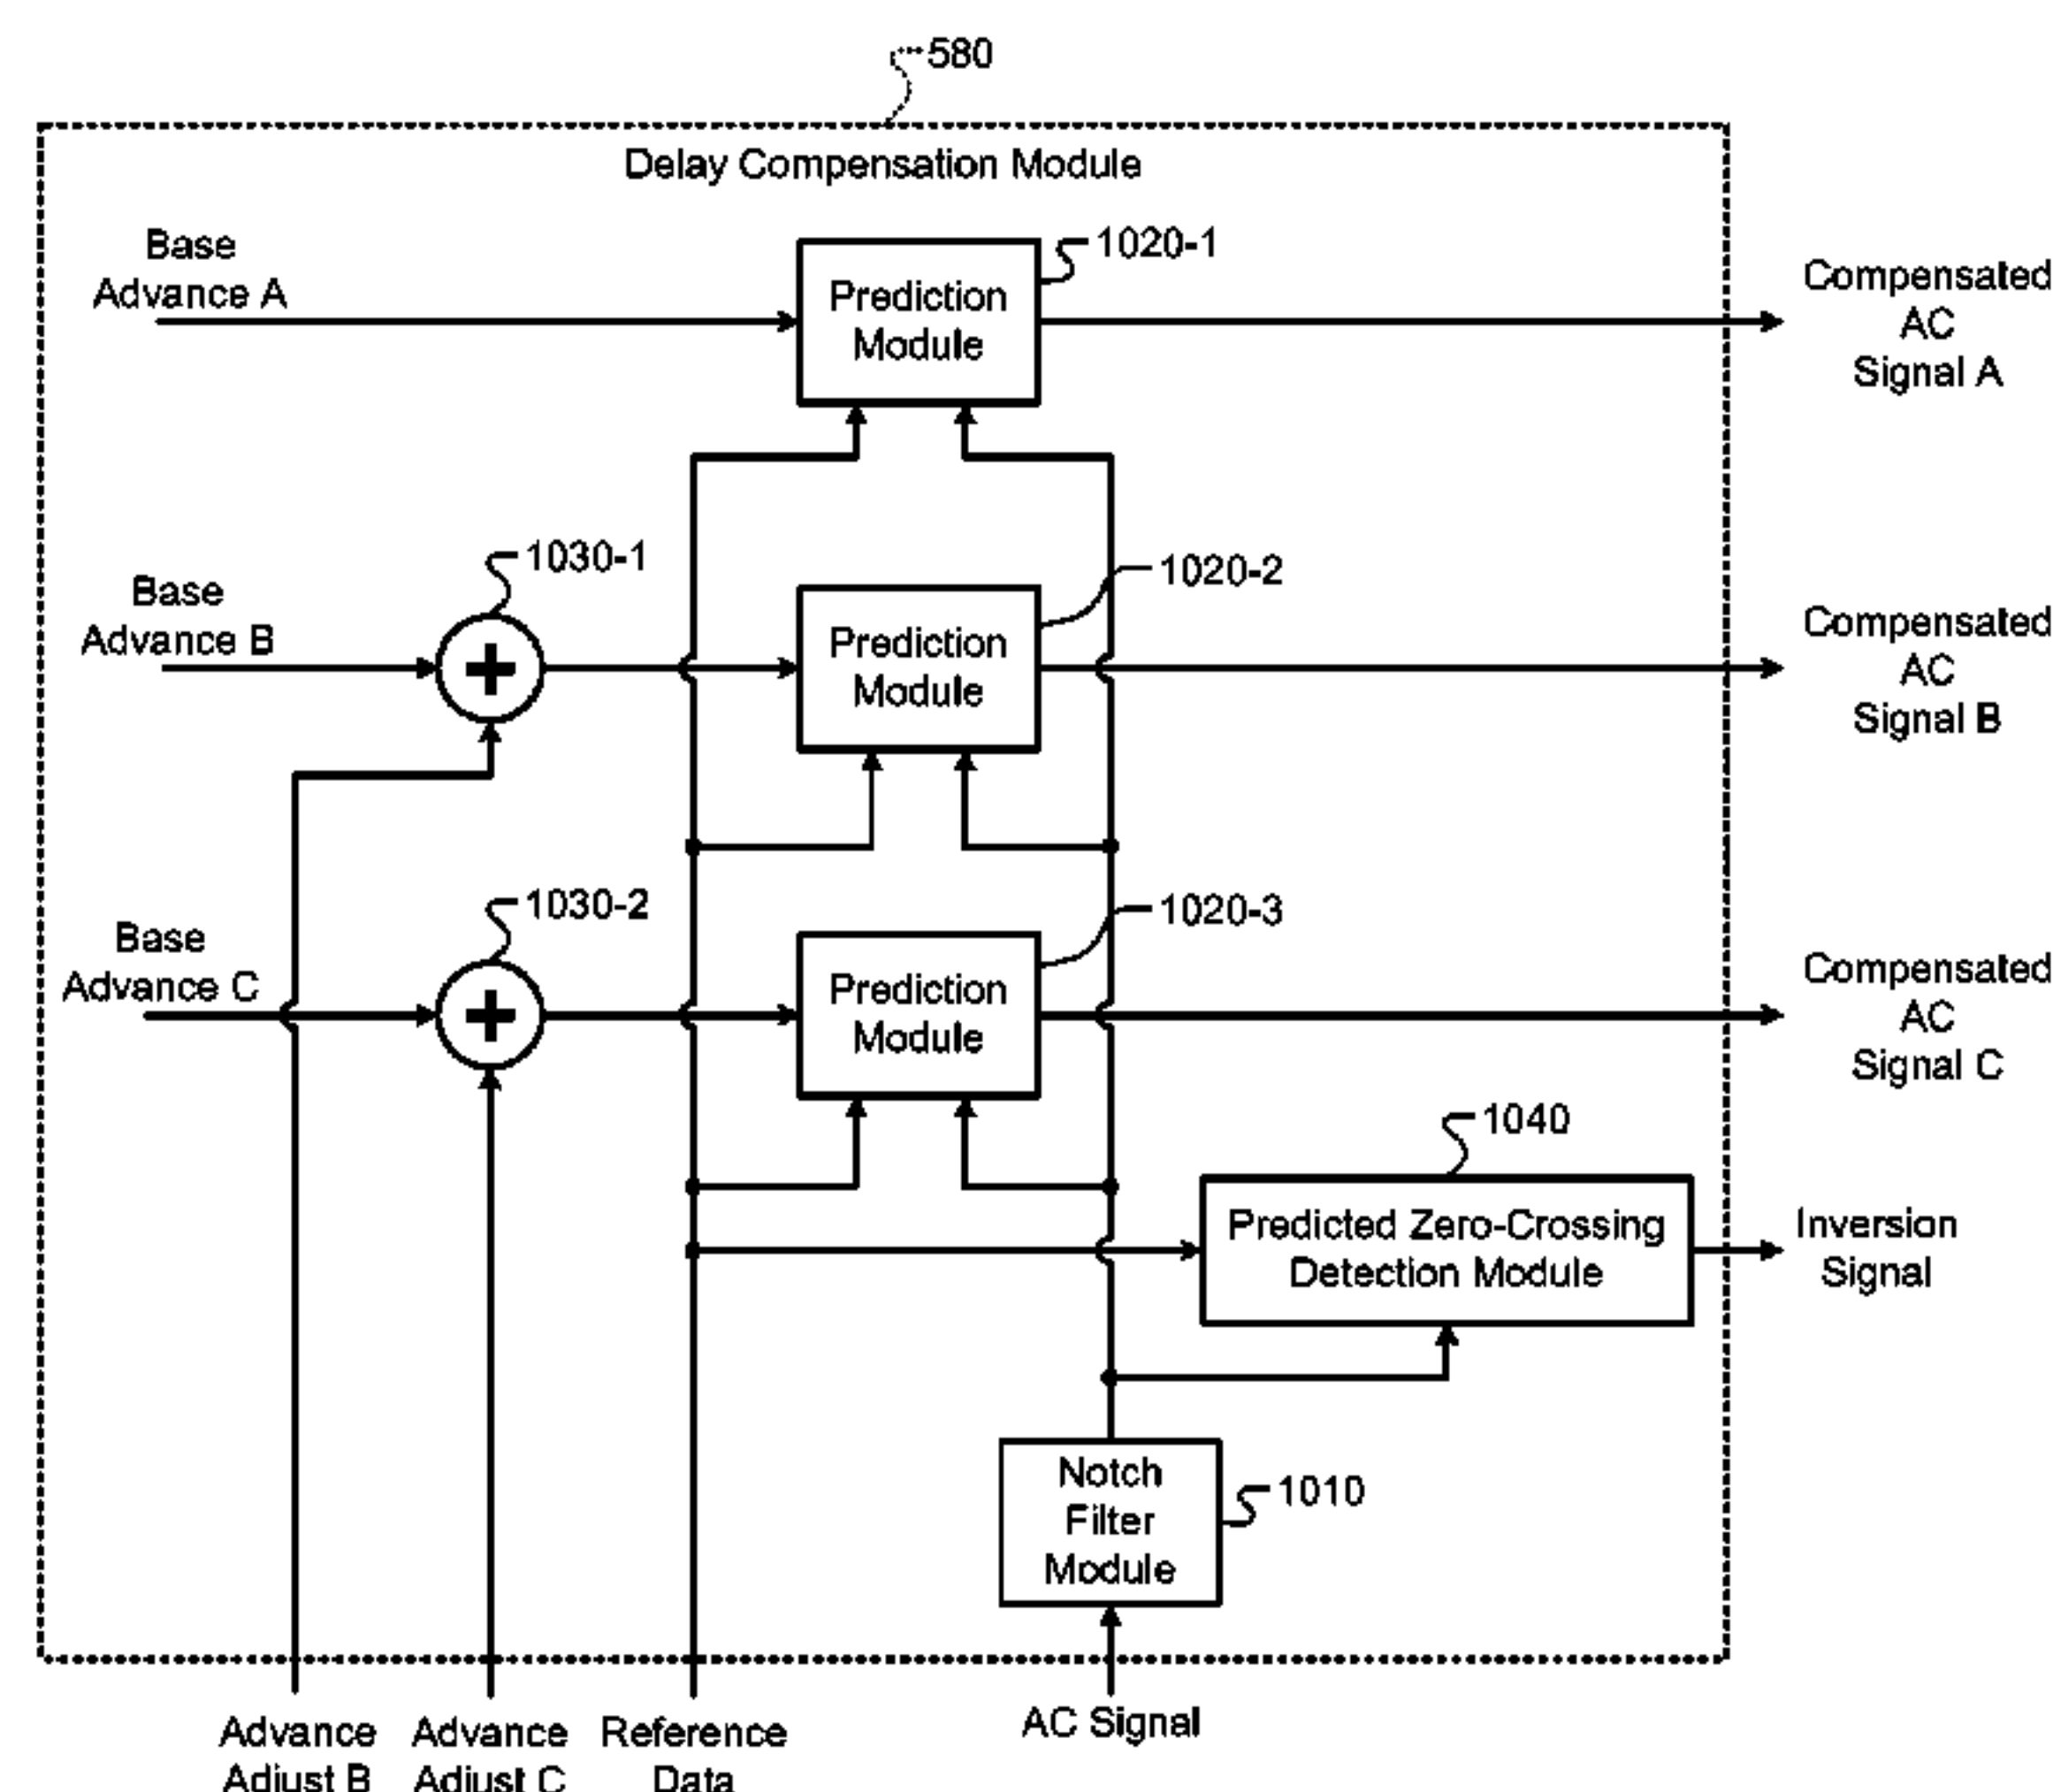 580
Delay Compensation Module
Base
Advance A
Prediction
Module
1020-1
Compensated
AC
Signal A
1030-1
Base
Advance B
+
Prediction
Module
1020-2
Compensated
AC
Signal B
1030-2
Base
Advance C
+
Prediction
Module
1020-3
Compensated
AC
Signal C
1040
Predicted Zero-Crossing
Detection Module
Inversion
Signal
Notch
Filter
Module
1010
Advance
Adjust B
Advance
Adjust C
Reference
Data
AC Signal